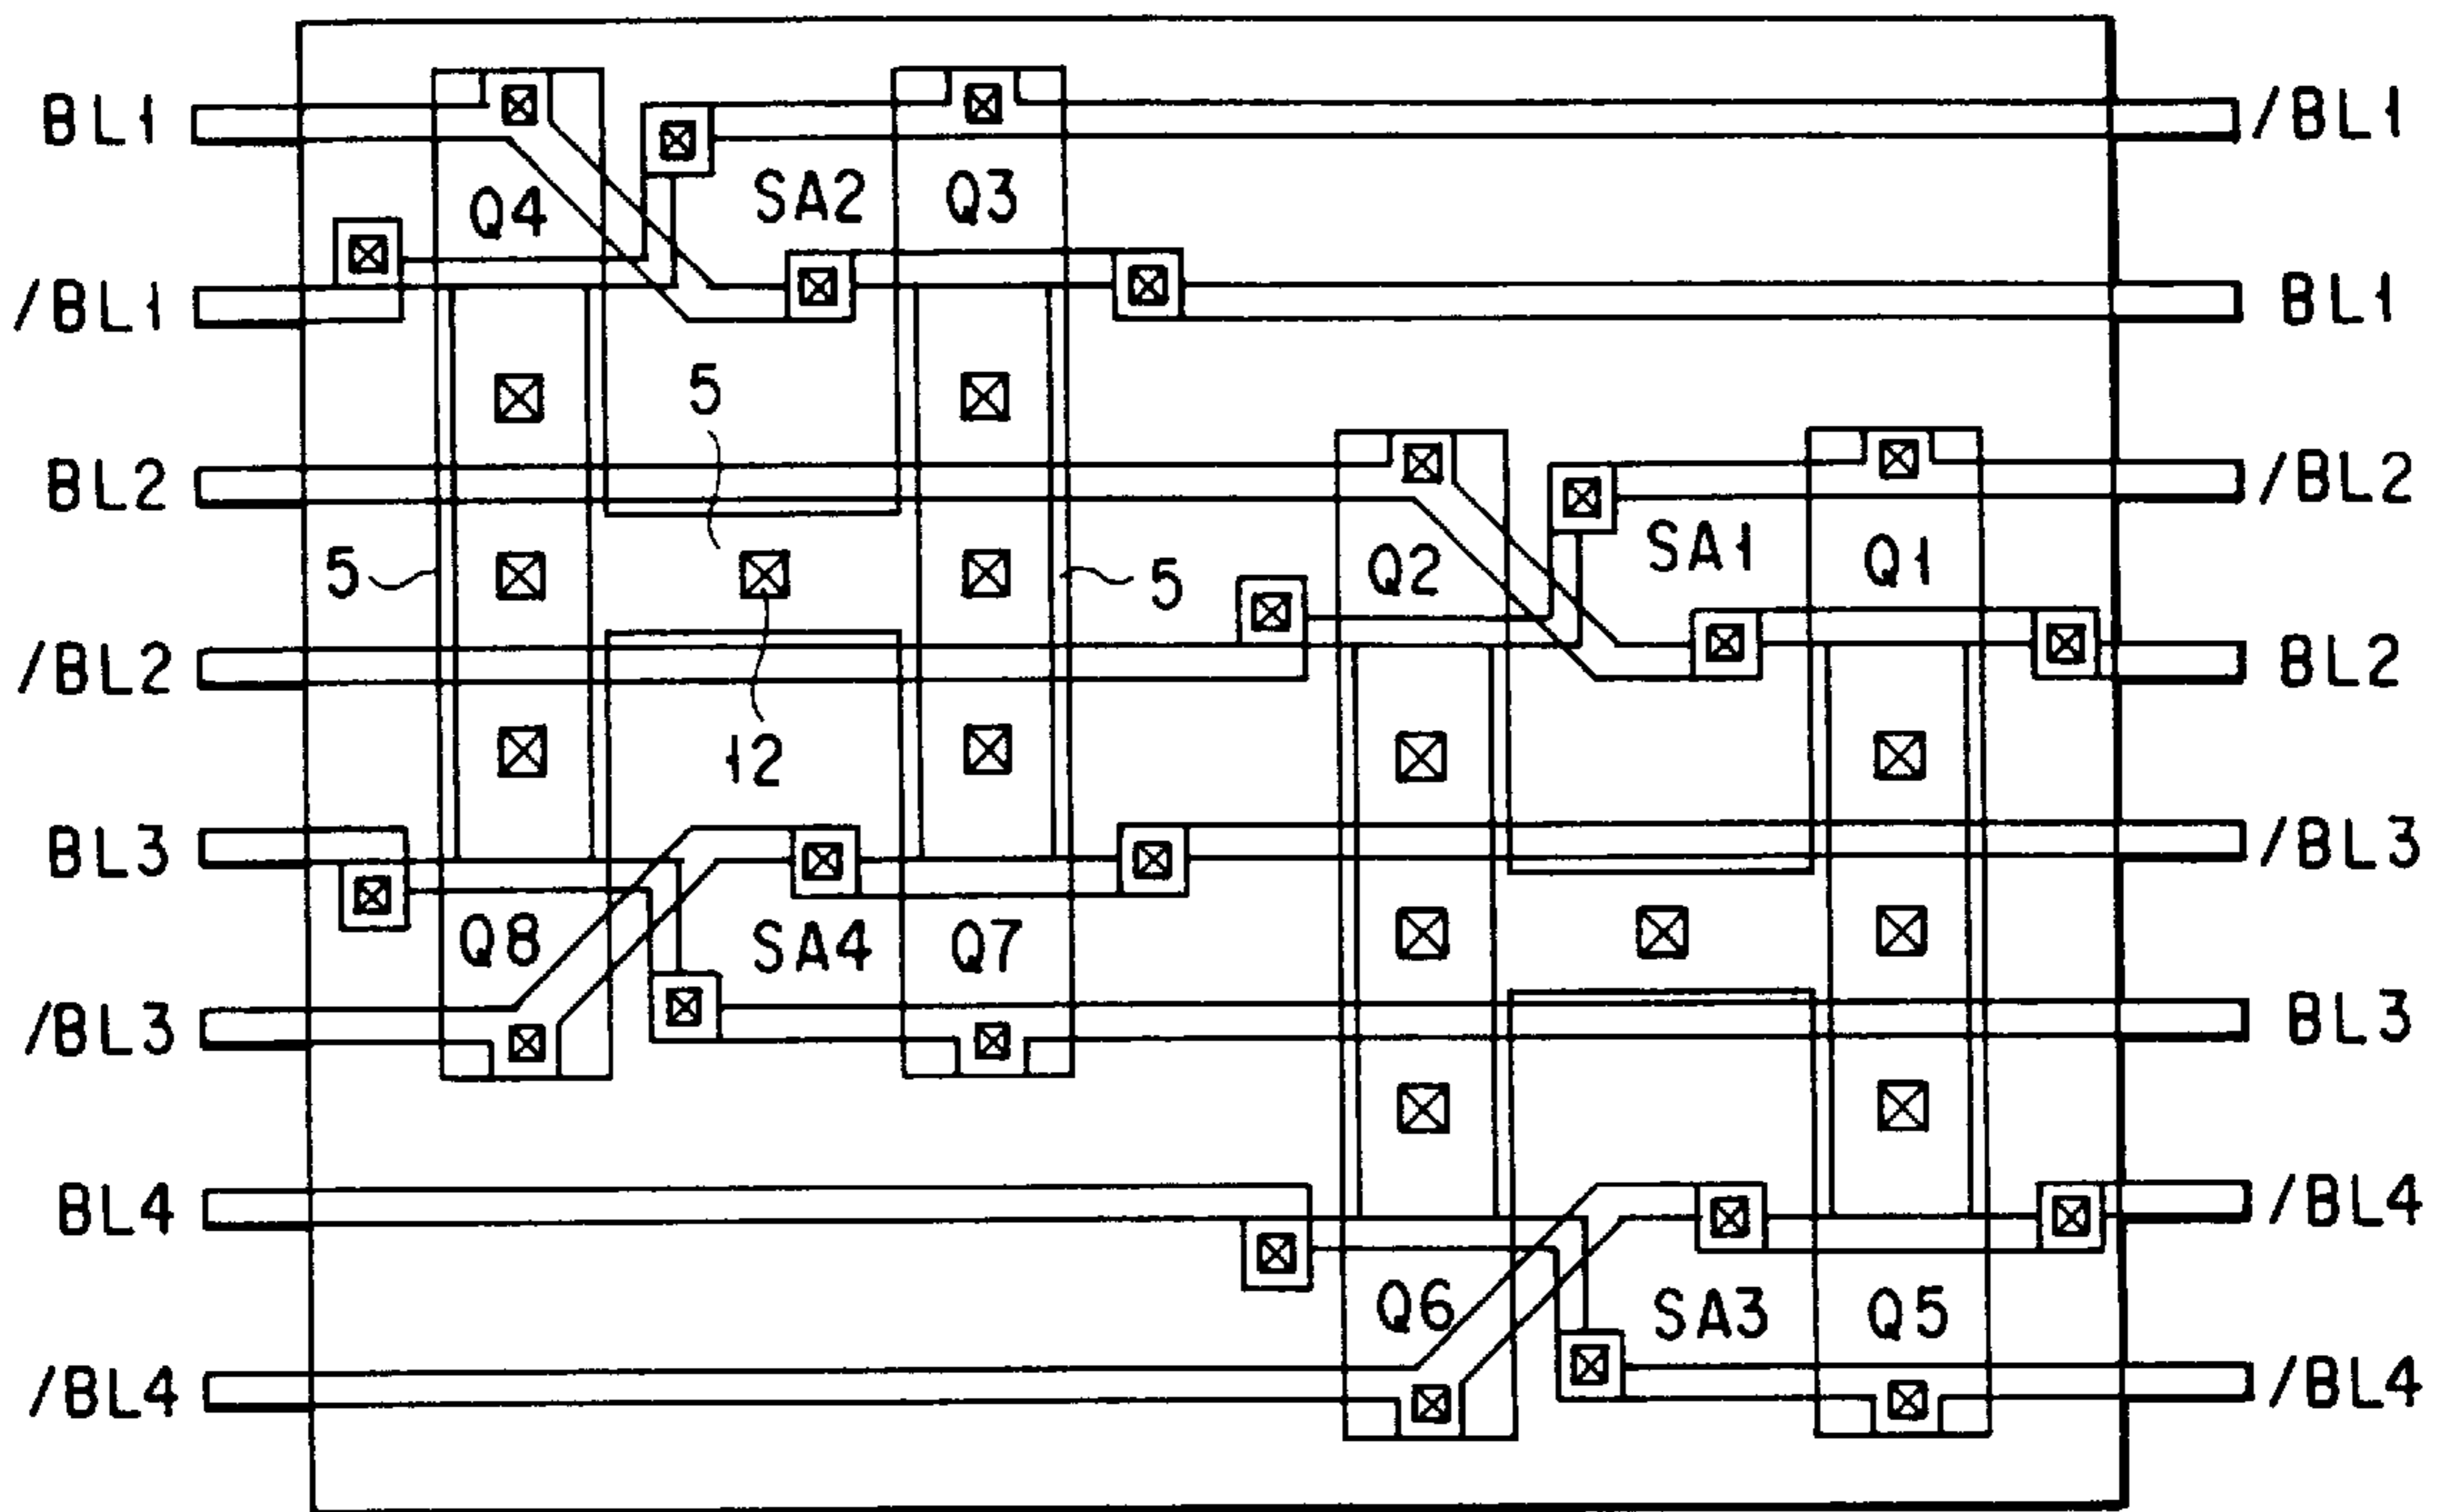 BL1 /BL1
Q4 SA2 Q3
/BL1 BL1
5
BL2 /BL2
5 5 Q2 SA1 Q1
/BL2 BL2
12
BL3 /BL3
Q8 SA4 Q7
/BL3 BL3
BL4 /BL4
Q6 SA3 Q5
/BL4 /BL4